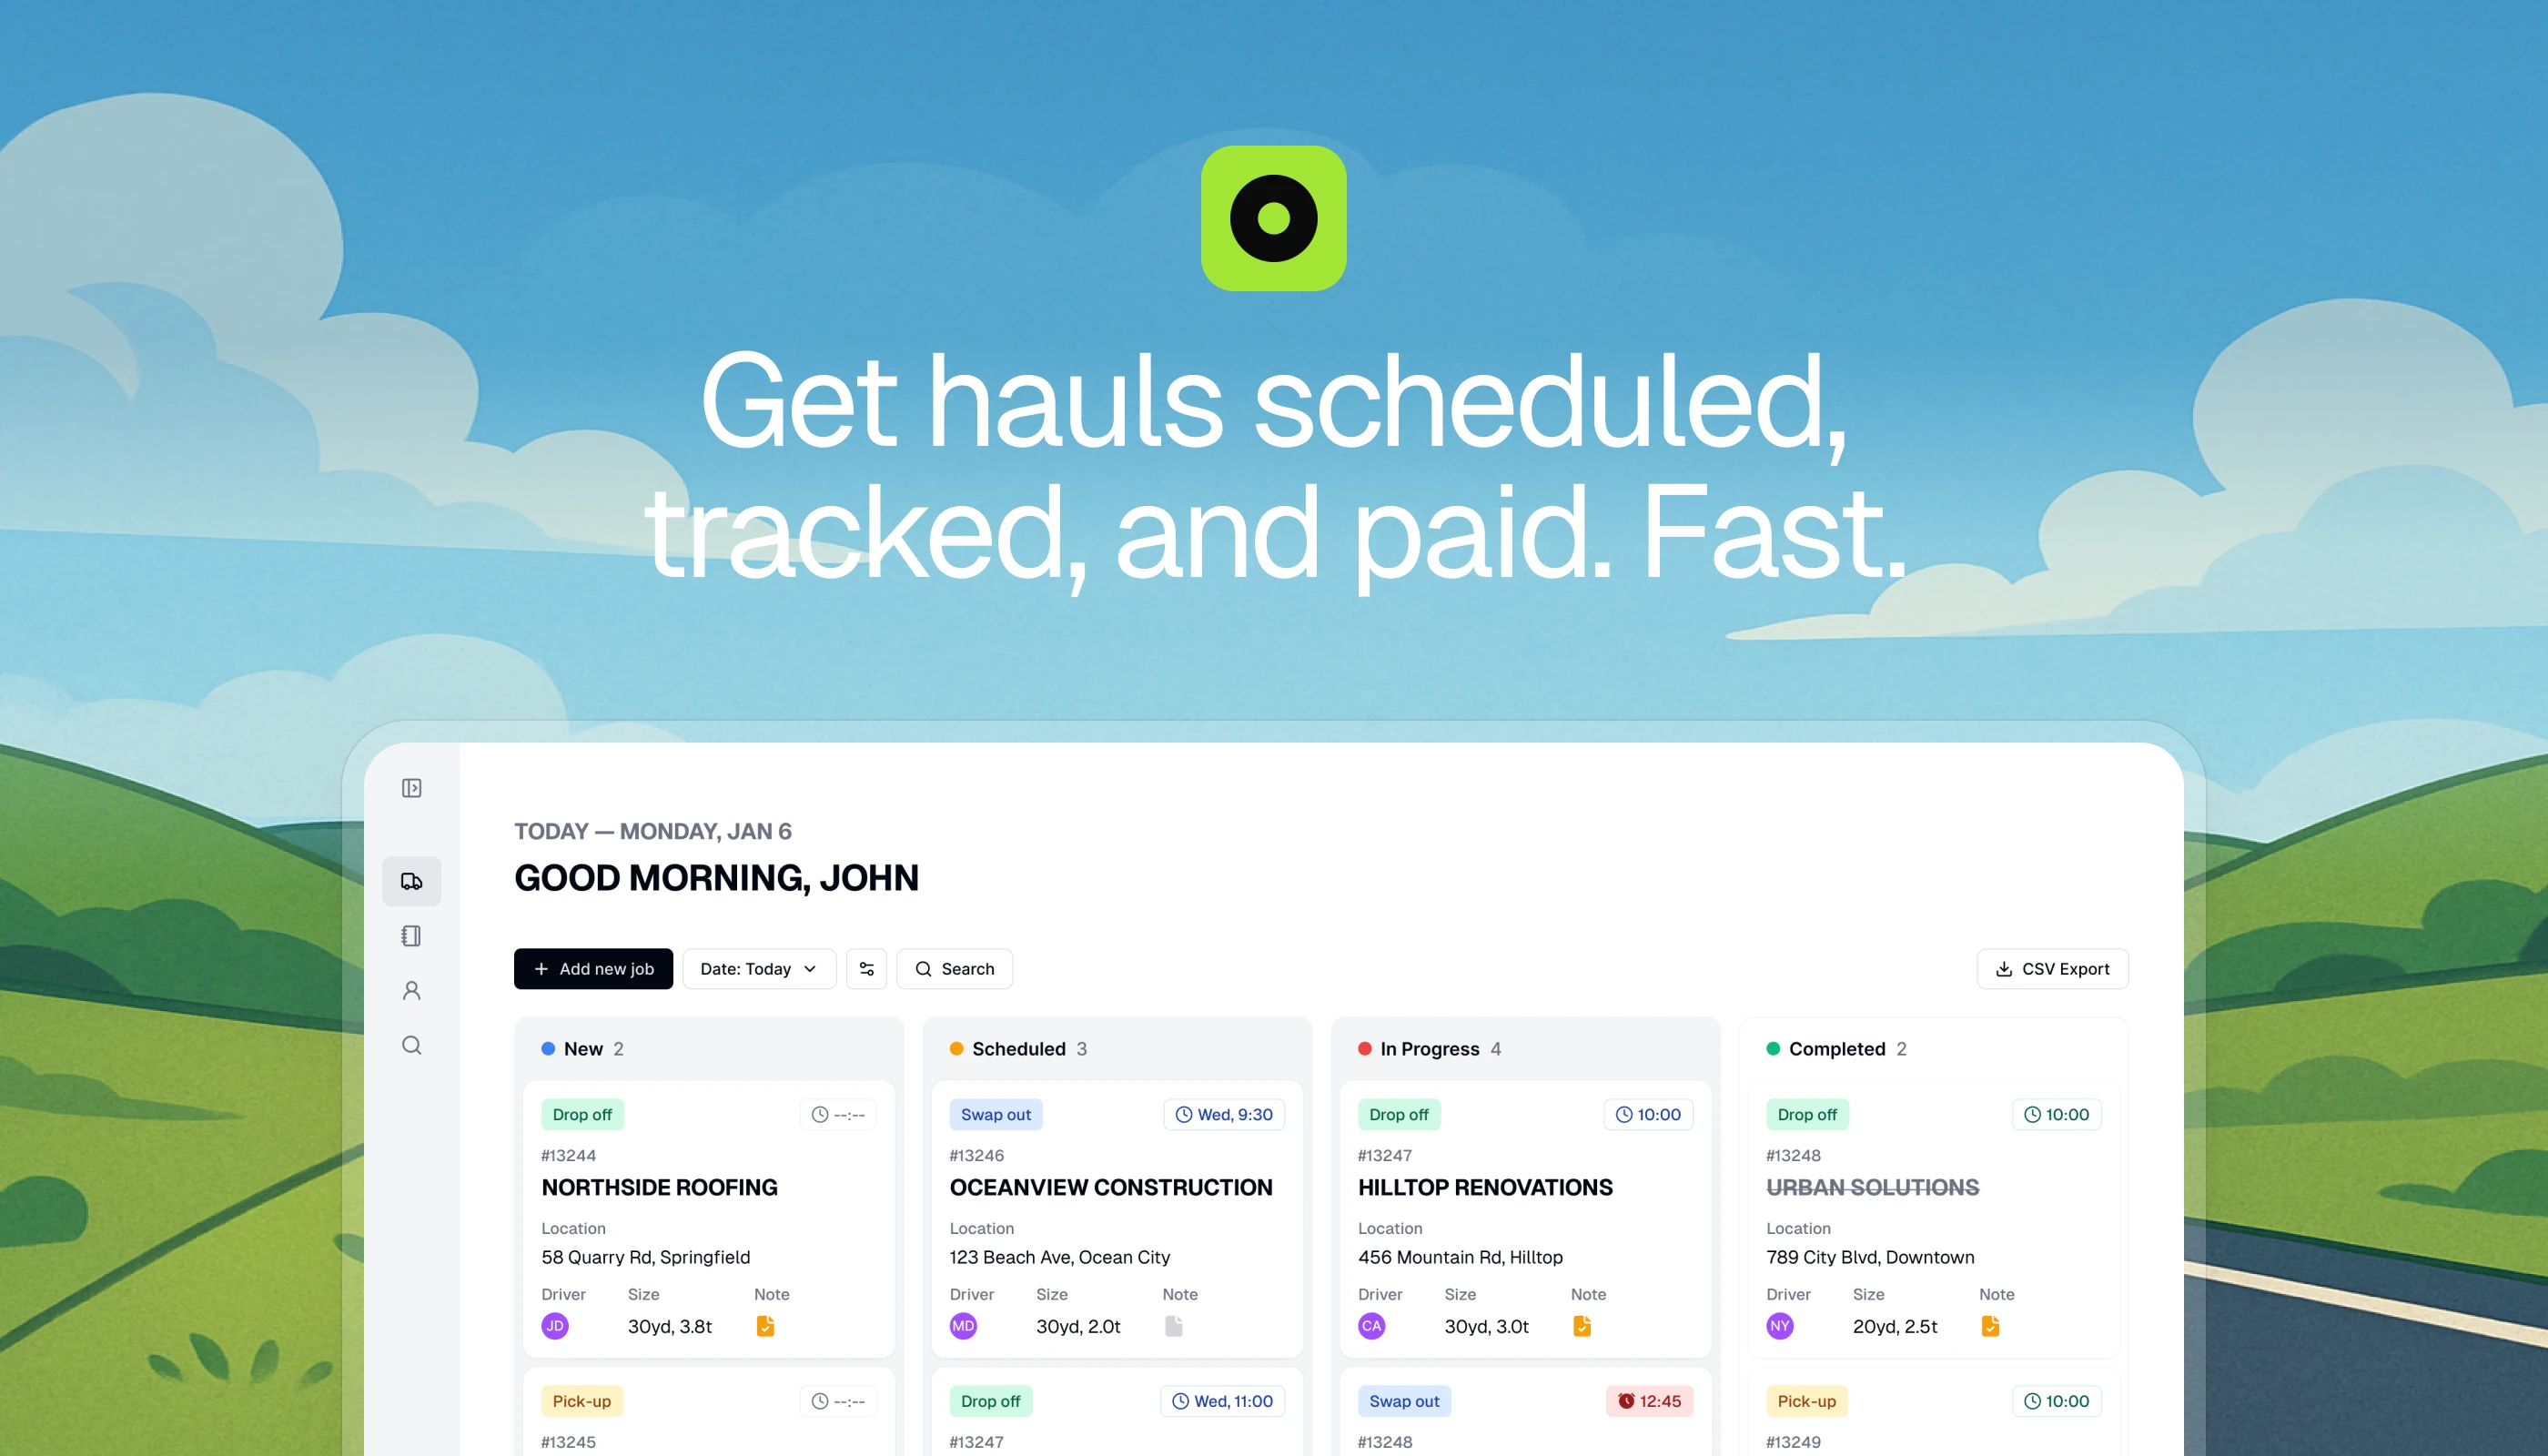 Get hauls scheduled,
tracked, and paid. Fast.
TODAY — MONDAY, JAN 6
GOOD MORNING, JOHN
+ Add new job
Date: Today
Search
CSV Export
New 2
Drop off --:--
#13244
NORTHSIDE ROOFING
Location
58 Quarry Rd, Springfield
Driver Size Note
JD 30yd, 3.8t
Pick-up --:--
#13245
Scheduled 3
Swap out Wed, 9:30
#13246
OCEANVIEW CONSTRUCTION
Location
123 Beach Ave, Ocean City
Driver Size Note
MD 30yd, 2.0t
Drop off Wed, 11:00
#13247
In Progress 4
Drop off 10:00
#13247
HILLTOP RENOVATIONS
Location
456 Mountain Rd, Hilltop
Driver Size Note
CA 30yd, 3.0t
Swap out 12:45
#13248
Completed 2
Drop off 10:00
#13248
URBAN SOLUTIONS
Location
789 City Blvd, Downtown
Driver Size Note
NY 20yd, 2.5t
Pick-up 10:00
#13249